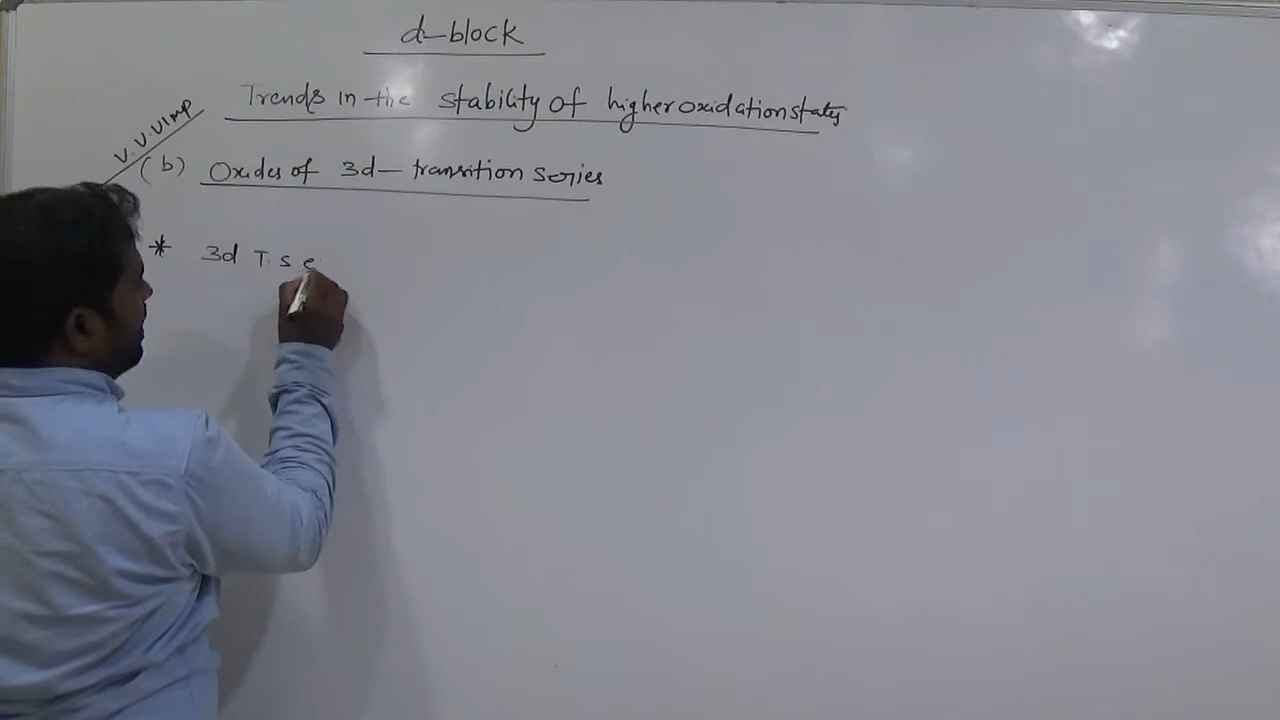 d-block
Trends in the stability of higher oxidation states
V.V.V Imp
(b) Oxides of 3d- transition series
* 3d T.S.e